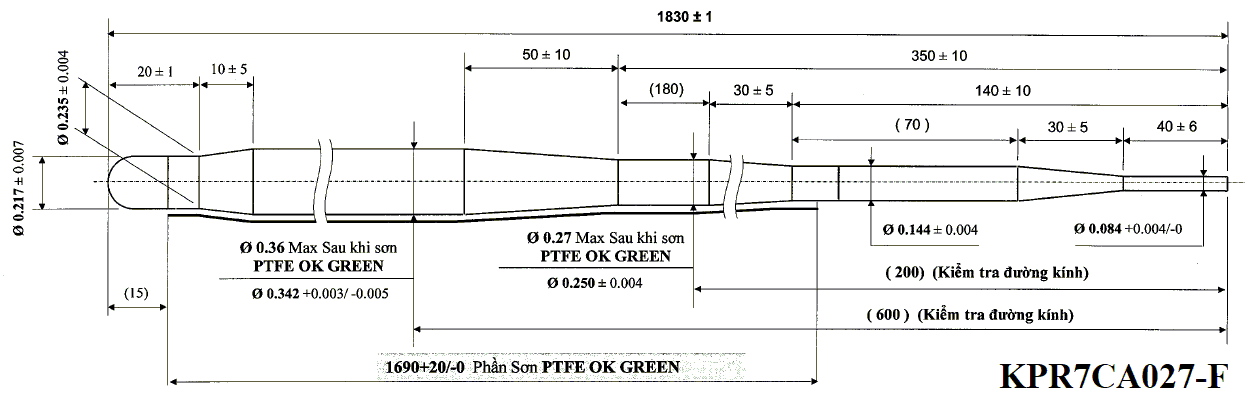 1830 ± 1
50 ± 10
350 ± 10
20 ± 1
10 ± 5
(180)
30 ± 5
140 ± 10
Ø 0.235 ± 0.004
( 70 )
30 ± 5
40 ± 6
Ø 0.217 ± 0.007
Ø 0.36 Max Sau khi sơn
PTFE OK GREEN
Ø 0.342 +0.003/ -0.005
Ø 0.27 Max Sau khi sơn
PTFE OK GREEN
Ø 0.250 ± 0.004
Ø 0.144 ± 0.004
Ø 0.084 +0.004/-0
( 200) (Kiểm tra đường kính)
(15)
( 600 ) (Kiểm tra đường kính)
1690+20/-0 Phần Sơn PTFE OK GREEN
KPR7CA027-F